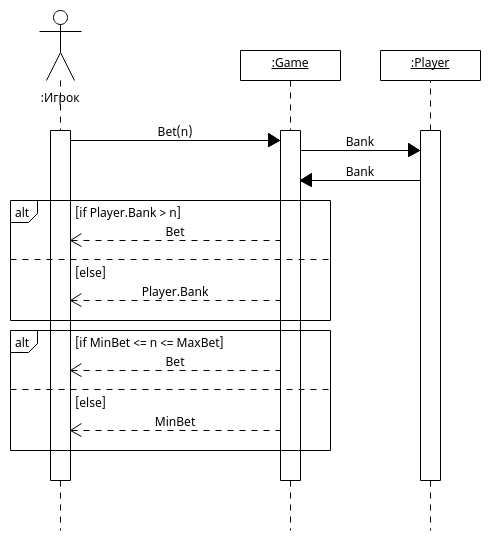 :Game
:Player
:Игрок
Bet(n)
Bank
Bank
alt
[if Player.Bank > n]
Bet
[else]
Player.Bank
alt
[if MinBet <= n <= MaxBet]
Bet
[else]
MinBet